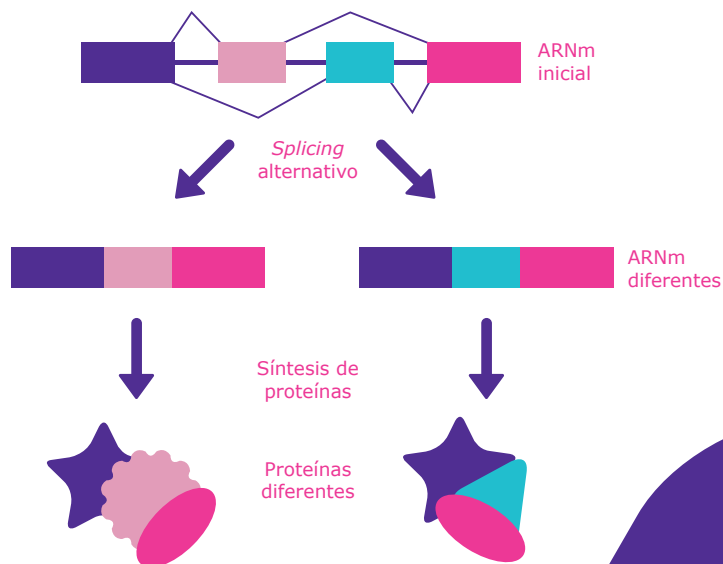 ARNm
inicial
Splicing
alternativo
ARNm
diferentes
Síntesis de
proteínas
Proteínas
diferentes